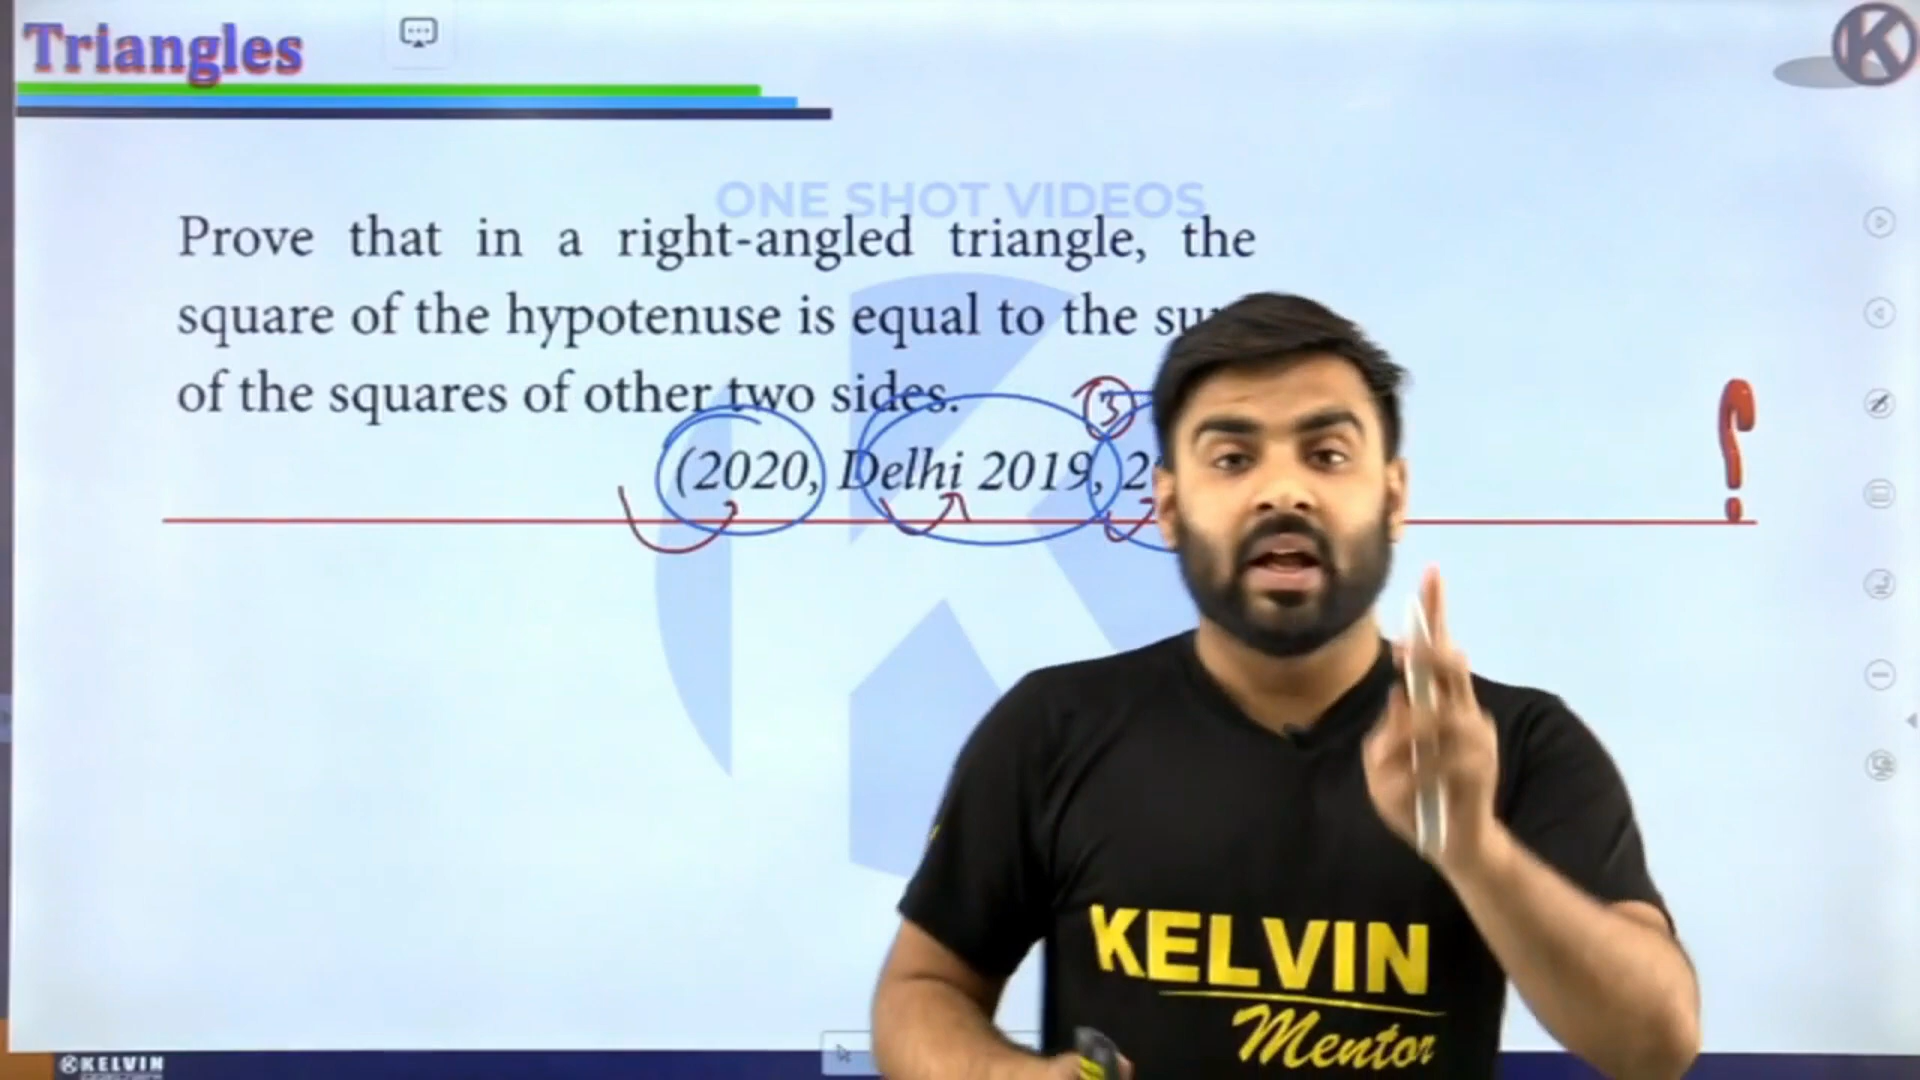 Triangles
K
ONE SHOT VIDEOS
Prove that in a right-angled triangle, the
square of the hypotenuse is equal to the
of the squares of other two sides.
3
(2020, Delhi 2019,
?
KELVIN
Mentor
KELVIN